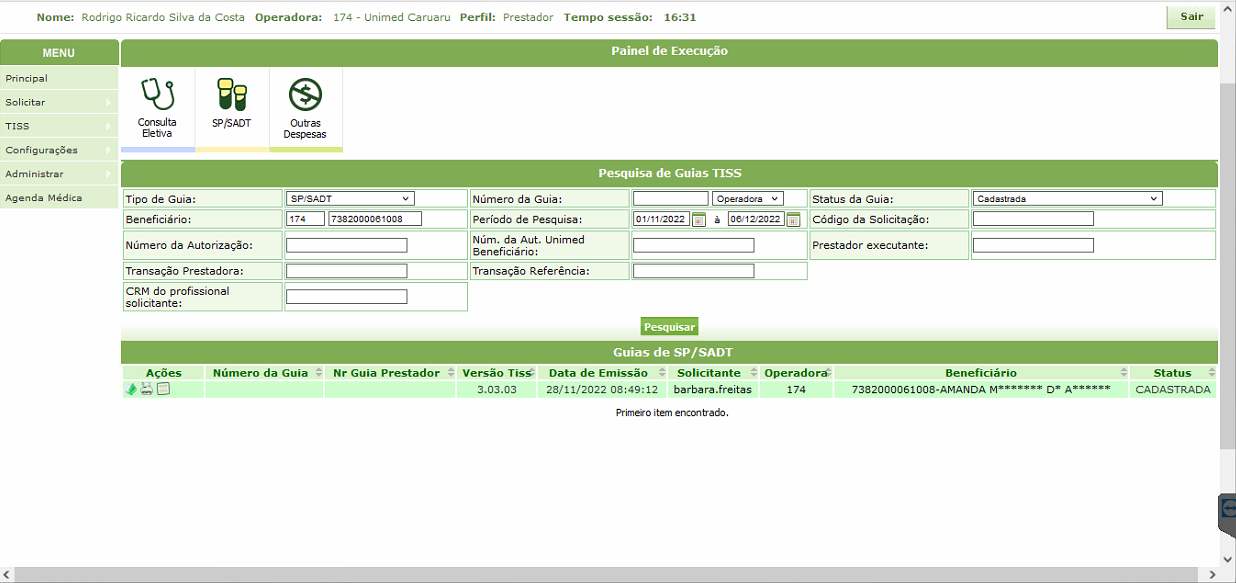 Nome: Rodrigo Ricardo Silva da Costa Operadora: 174 - Unimed Caruaru Perfil: Prestador Tempo sessão: 16:31
Sair
MENU
Principal
Solicitar
TISS
Configurações
Administrar
Agenda Médica
Painel de Execução
Consulta
Eletiva
SP/SADT
Outras
Despesas
Pesquisa de Guias TISS
Tipo de Guia: SP/SADT Número da Guia: Operadora Status da Guia: Cadastrada
Beneficiário: 174 7382000061008 Período de Pesquisa: 01/11/2022 à 06/12/2022 Código da Solicitação:
Número da Autorização: Núm. da Aut. Unimed
Beneficiário: Prestador executante:
Transação Prestadora: Transação Referência:
CRM do profissional
solicitante:
Pesquisar
Guias de SP/SADT
Ações Número da Guia Nr Guia Prestador Versão Tiss Data de Emissão Solicitante Operadora Beneficiário Status
3.03.03 28/11/2022 08:49:12 barbara.freitas 174 7382000061008-AMANDA M******* D* A****** CADASTRADA
Primeiro item encontrado.